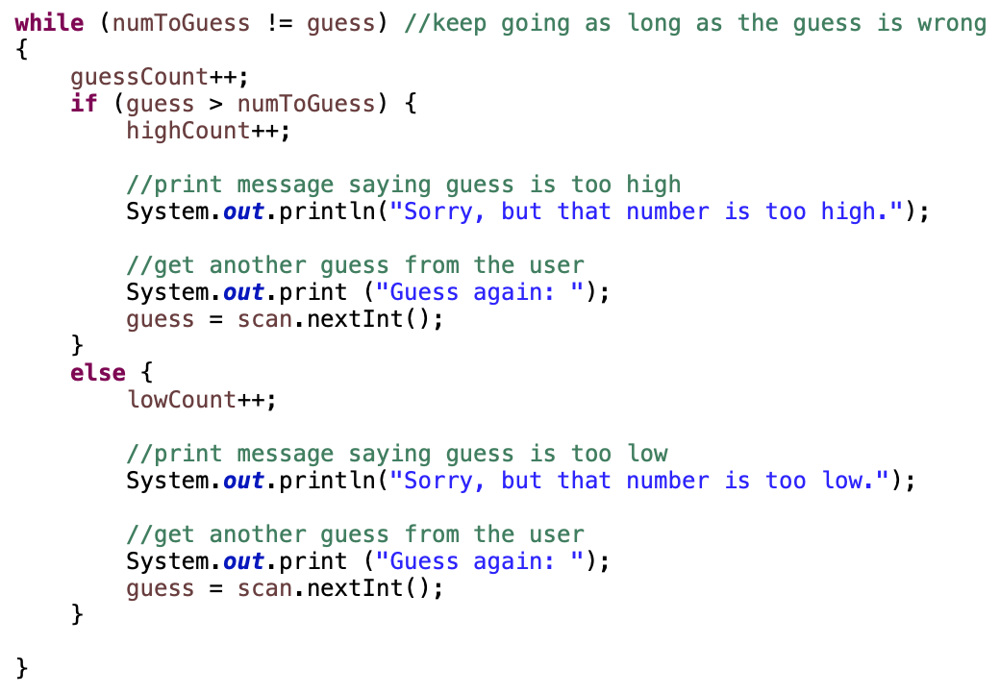 while (numToGuess != guess) //keep going as long as the guess is wrong
{
    guessCount++;
    if (guess > numToGuess) {
        highCount++;

        //print message saying guess is too high
        System.out.println("Sorry, but that number is too high.");

        //get another guess from the user
        System.out.print ("Guess again: ");
        guess = scan.nextInt();
    }
    else {
        lowCount++;

        //print message saying guess is too low
        System.out.println("Sorry, but that number is too low.");

        //get another guess from the user
        System.out.print ("Guess again: ");
        guess = scan.nextInt();
    }

}